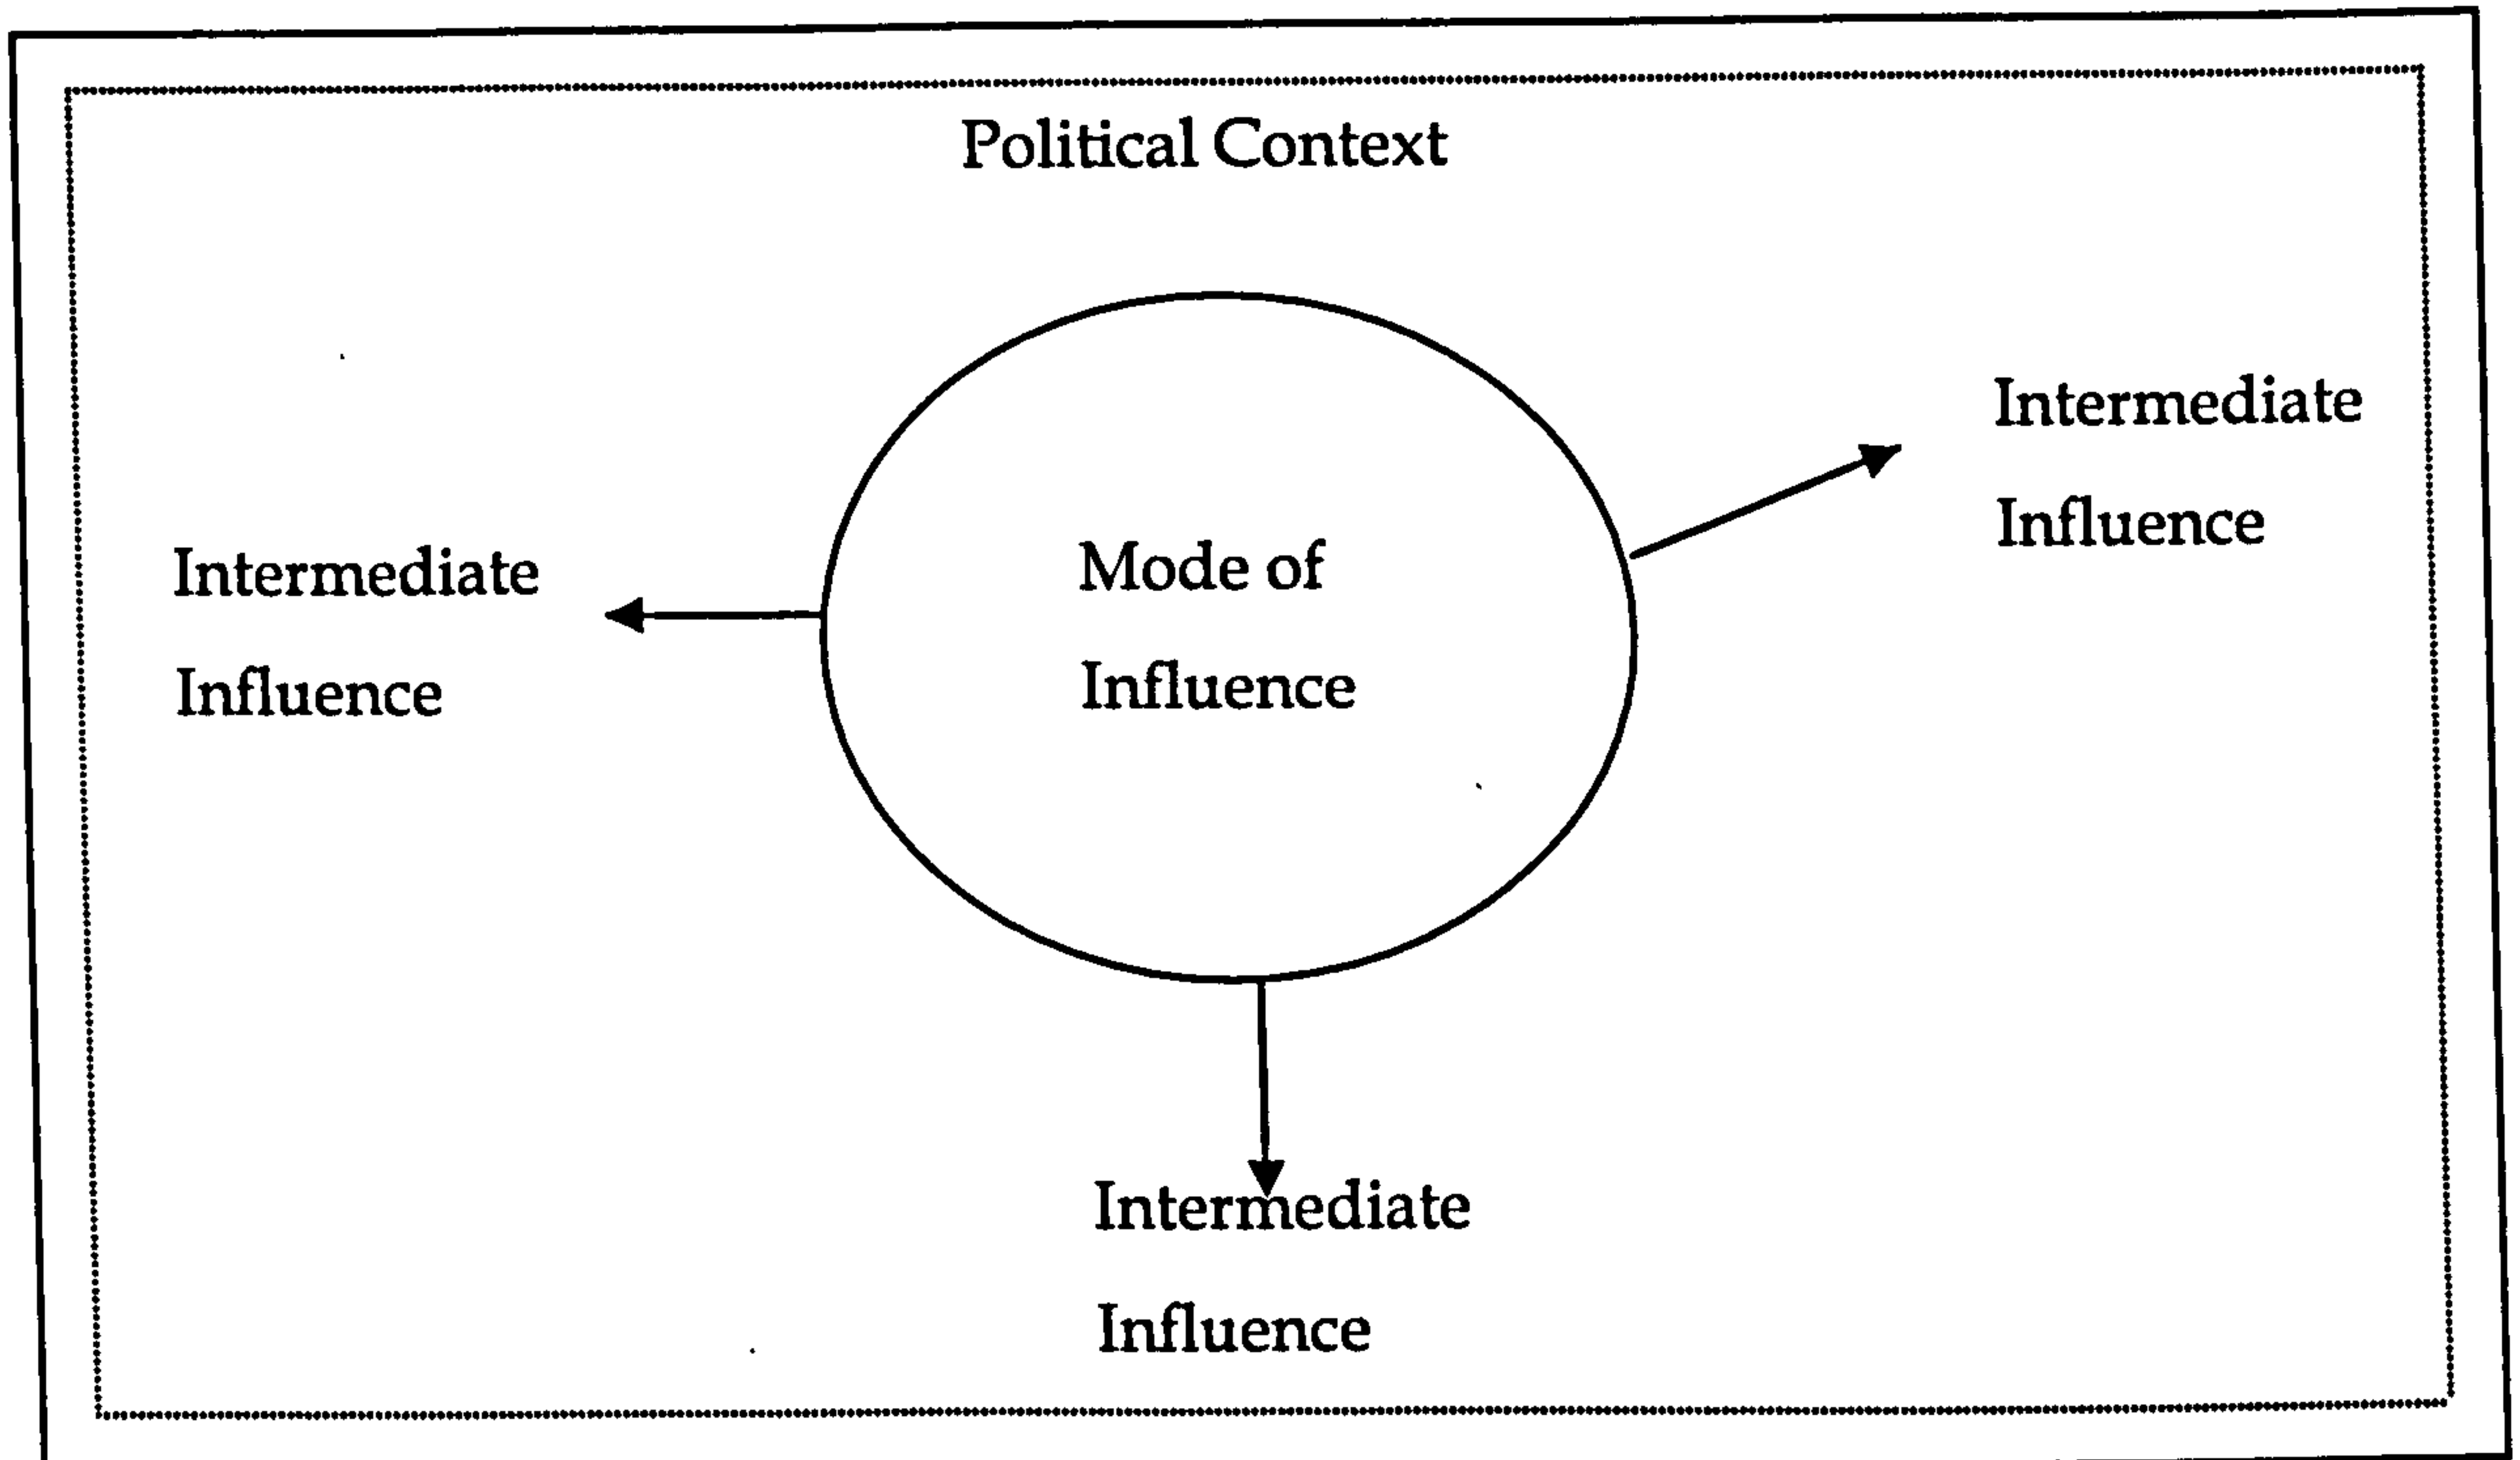 Political Context
Intermediate
Influence
Mode of
Influence
Intermediate
Influence
Intermediate
Influence